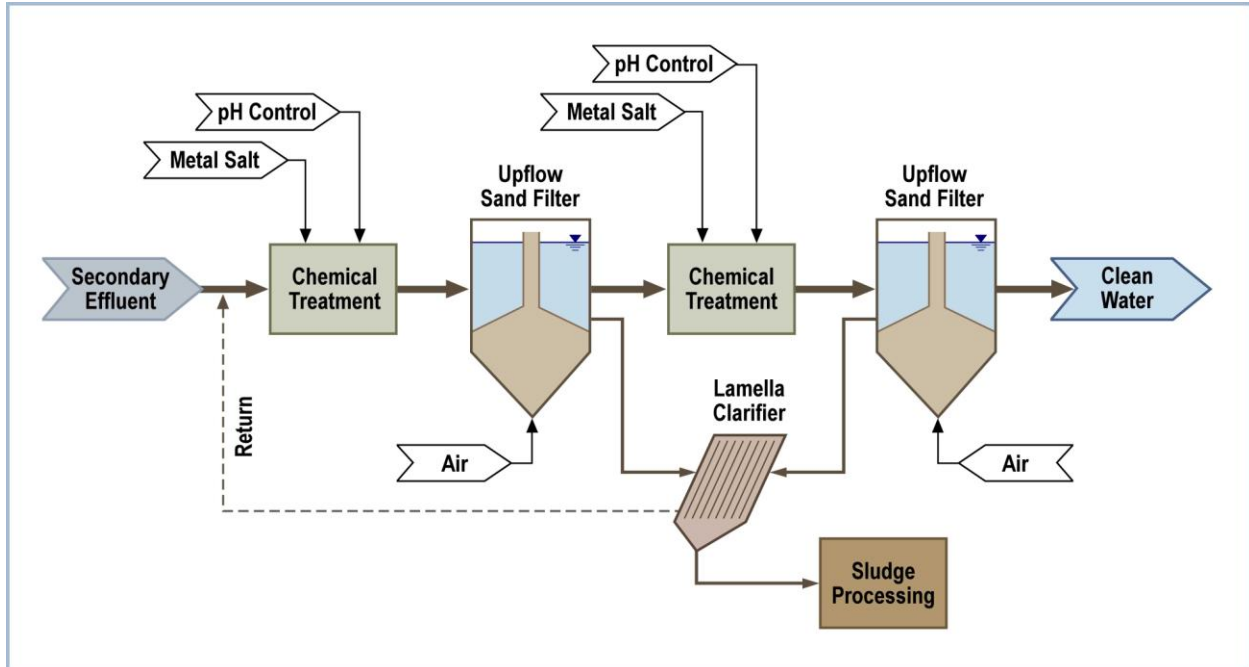 pH Control
Metal Salt
pH Control
Metal Salt
Upflow
Sand Filter
Upflow
Sand Filter
Secondary
Effluent
Chemical
Treatment
Chemical
Treatment
Clean
Water
Return
Air
Lamella
Clarifier
Air
Sludge
Processing